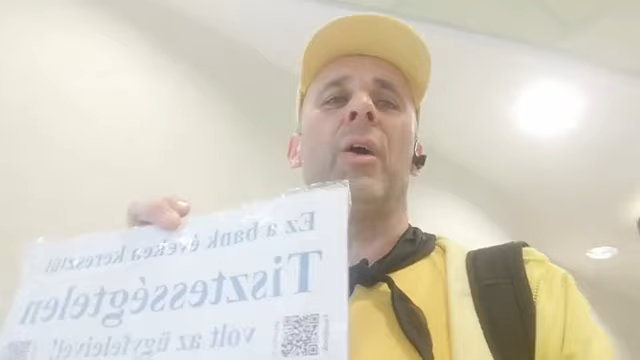 Ez a bank éveken keresztül
Tisztességtelen
volt az ügyfeleivel!